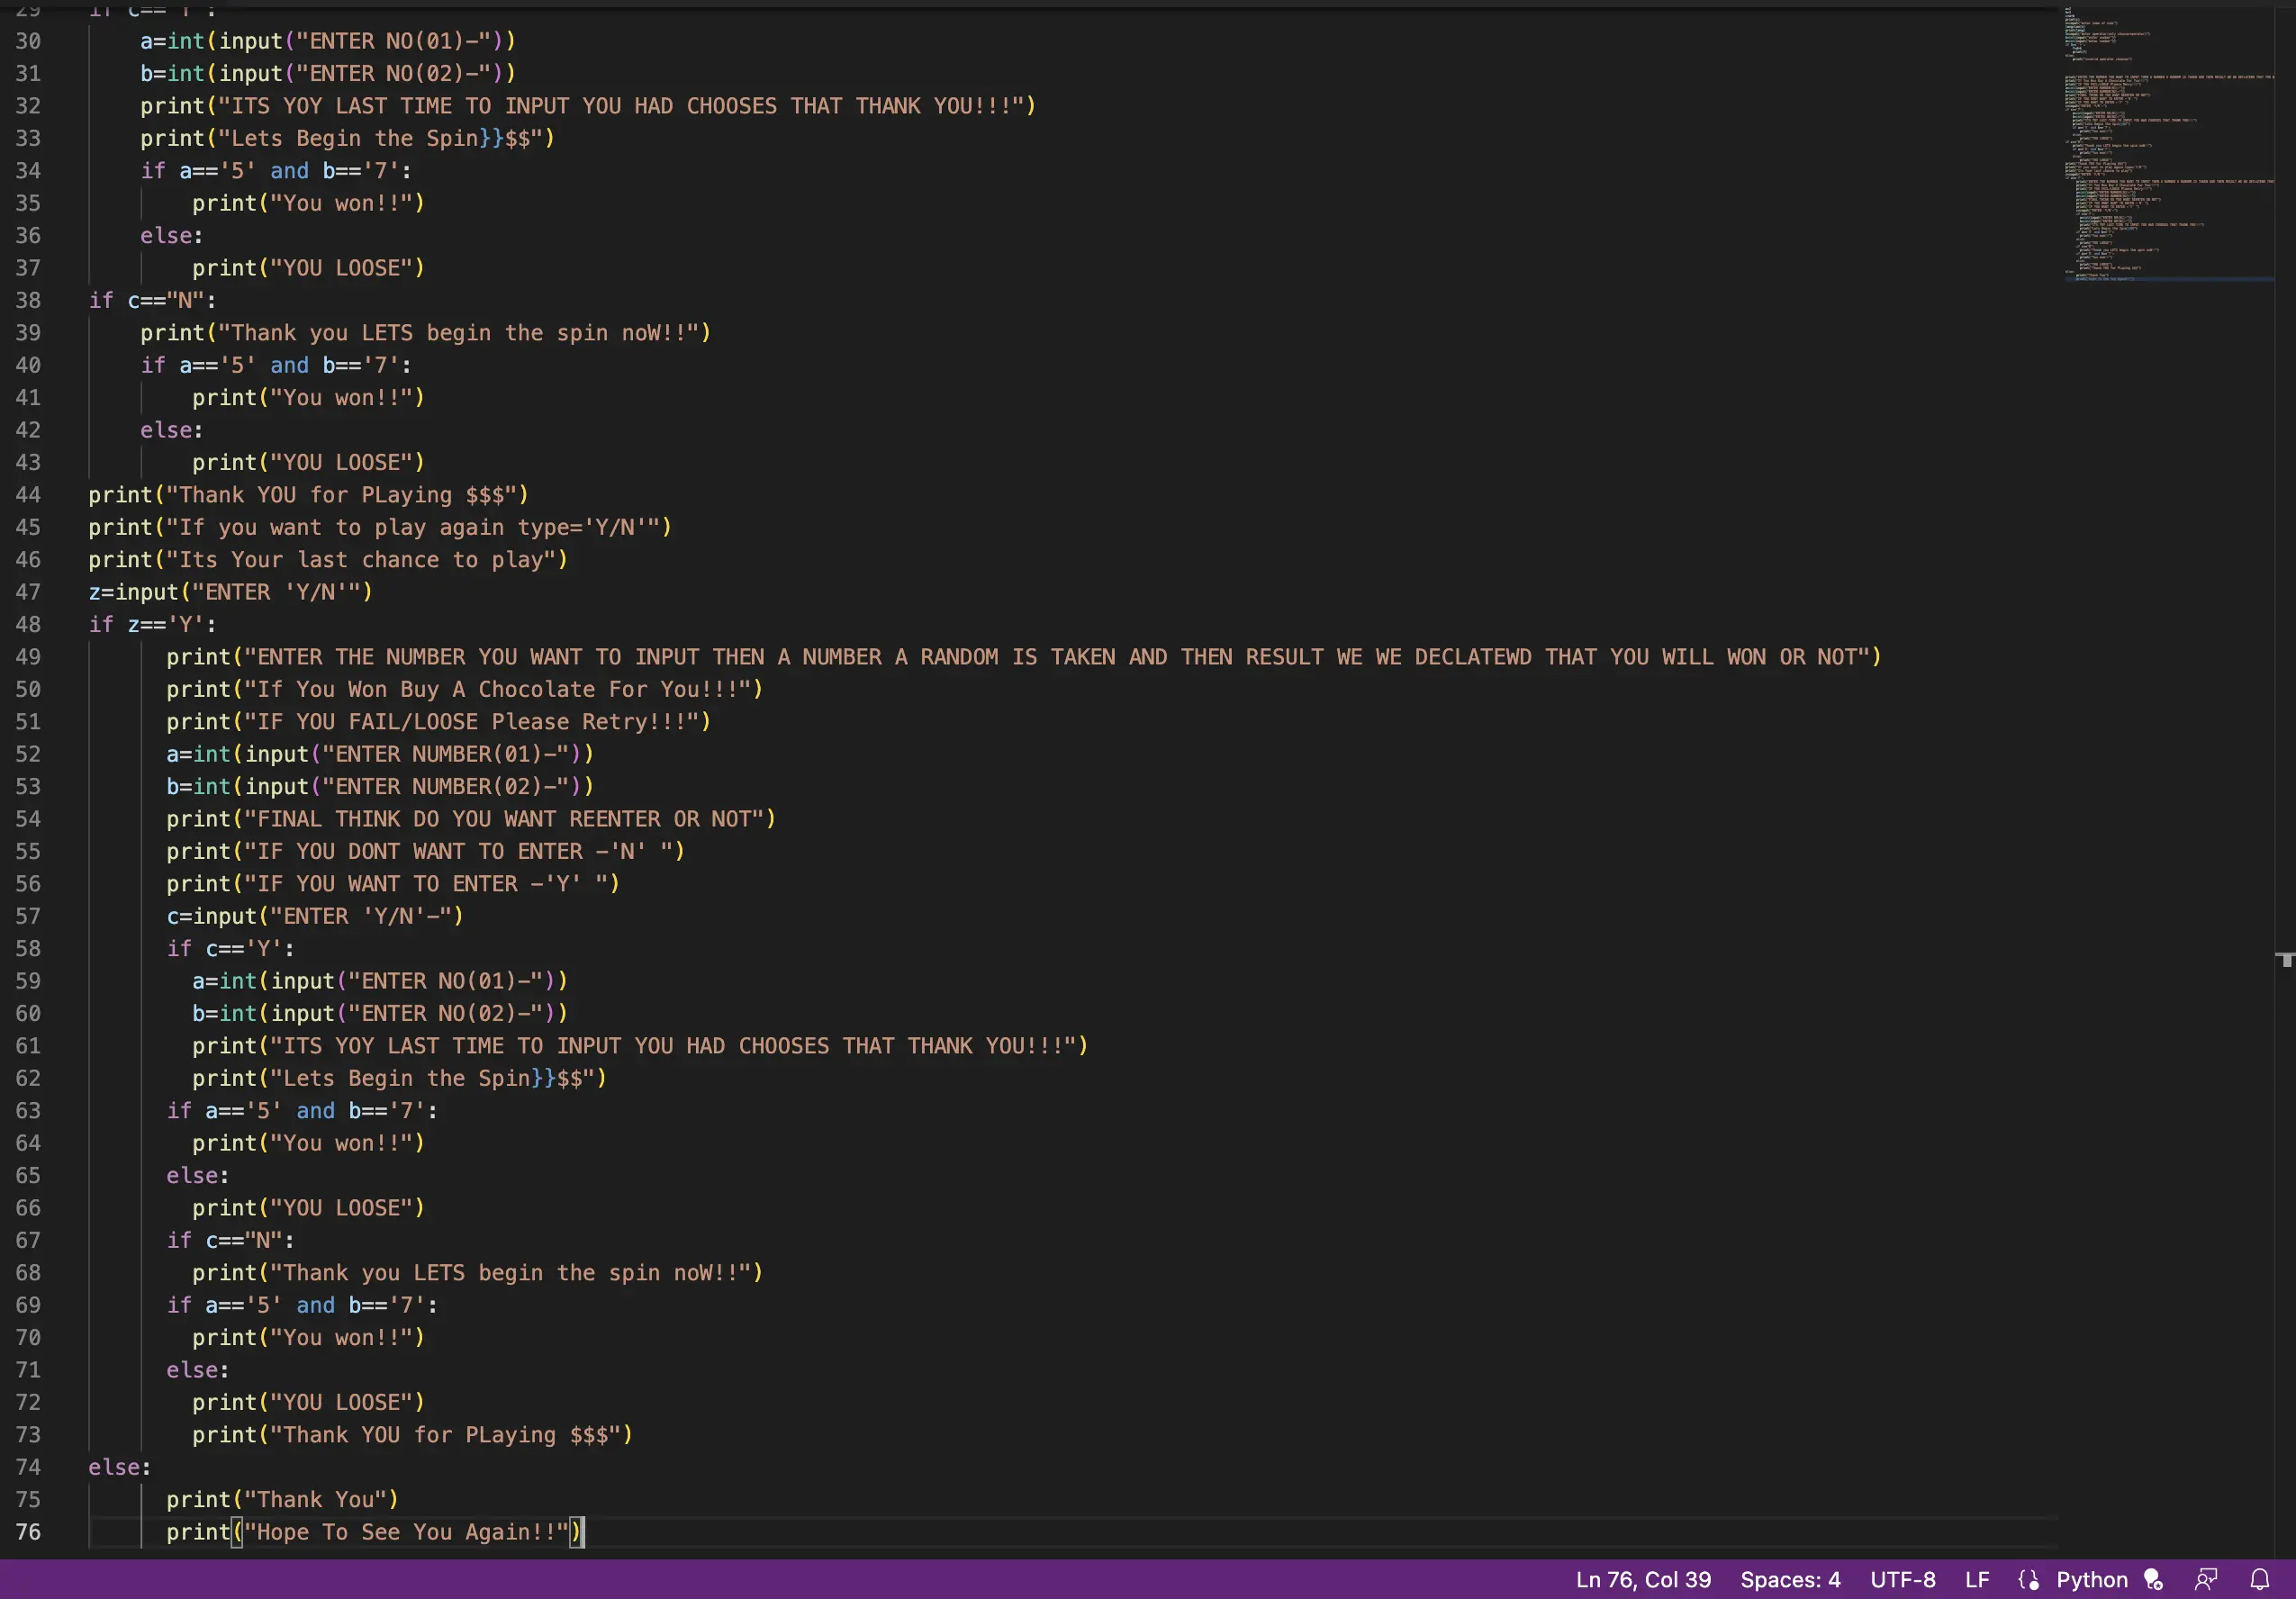 29 if c=='Y':
30 a=int(input("ENTER NO(01)-"))
31 b=int(input("ENTER NO(02)-"))
32 print("ITS YOY LAST TIME TO INPUT YOU HAD CHOOSES THAT THANK YOU!!!")
33 print("Lets Begin the Spin}}$$")
34 if a=='5' and b=='7':
35 print("You won!!")
36 else:
37 print("YOU LOOSE")
38 if c=="N":
39 print("Thank you LETS begin the spin noW!!")
40 if a=='5' and b=='7':
41 print("You won!!")
42 else:
43 print("YOU LOOSE")
44 print("Thank YOU for PLaying $$$")
45 print("If you want to play again type='Y/N'")
46 print("Its Your last chance to play")
47 z=input("ENTER 'Y/N'")
48 if z=='Y':
49 print("ENTER THE NUMBER YOU WANT TO INPUT THEN A NUMBER A RANDOM IS TAKEN AND THEN RESULT WE WE DECLATEWD THAT YOU WILL WON OR NOT")
50 print("If You Won Buy A Chocolate For You!!!")
51 print("IF YOU FAIL/LOOSE Please Retry!!!")
52 a=int(input("ENTER NUMBER(01)-"))
53 b=int(input("ENTER NUMBER(02)-"))
54 print("FINAL THINK DO YOU WANT REENTER OR NOT")
55 print("IF YOU DONT WANT TO ENTER -'N' ")
56 print("IF YOU WANT TO ENTER -'Y' ")
57 c=input("ENTER 'Y/N'-")
58 if c=='Y':
59 a=int(input("ENTER NO(01)-"))
60 b=int(input("ENTER NO(02)-"))
61 print("ITS YOY LAST TIME TO INPUT YOU HAD CHOOSES THAT THANK YOU!!!")
62 print("Lets Begin the Spin}}$$")
63 if a=='5' and b=='7':
64 print("You won!!")
65 else:
66 print("YOU LOOSE")
67 if c=="N":
68 print("Thank you LETS begin the spin noW!!")
69 if a=='5' and b=='7':
70 print("You won!!")
71 else:
72 print("YOU LOOSE")
73 print("Thank YOU for PLaying $$$")
74 else:
75 print("Thank You")
76 print("Hope To See You Again!!")
Ln 76, Col 39 Spaces: 4 UTF-8 LF {} Python